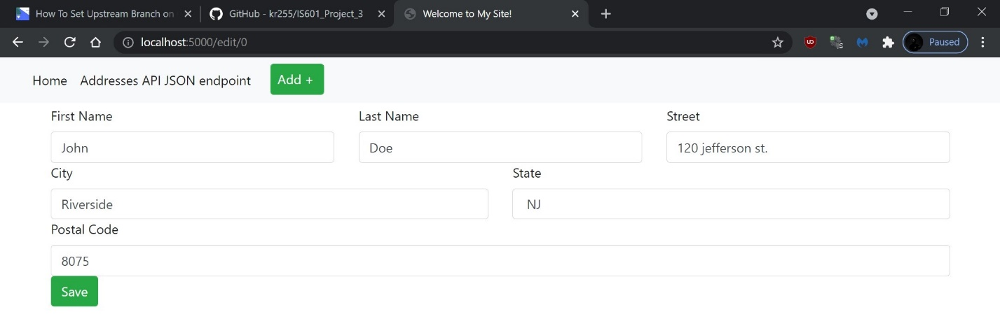 How To Set Upstream Branch on
GitHub - kr255/IS601_Project_3
Welcome to My Site!
localhost:5000/edit/0
Paused
Home Addresses API JSON endpoint Add +
First Name Last Name Street
John Doe 120 jefferson st.
City State
Riverside NJ
Postal Code
8075
Save